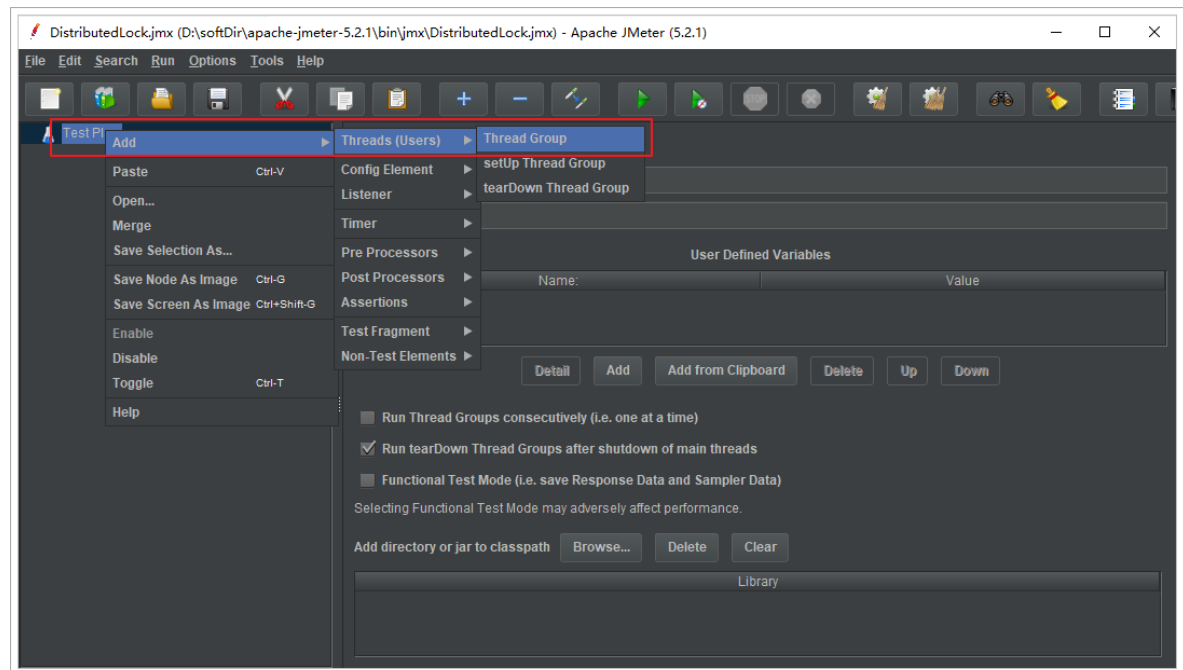 DistributedLock.jmx (D:\softDir\apache-jmeter-5.2.1\bin\jmx\DistributedLock.jmx) - Apache JMeter (5.2.1)
File Edit Search Run Options Tools Help
STOP
Test Pl
Add
Paste Ctrl-V
Open...
Merge
Save Selection As...
Save Node As Image Ctrl-G
Save Screen As Image Ctrl+Shift-G
Enable
Disable
Toggle Ctrl-T
Help
Threads (Users)
Config Element
Listener
Timer
Pre Processors
Post Processors
Assertions
Test Fragment
Non-Test Elements
Thread Group
setUp Thread Group
tearDown Thread Group
User Defined Variables
Name: Value
Detail Add Add from Clipboard Delete Up Down
Run Thread Groups consecutively (i.e. one at a time)
Run tearDown Thread Groups after shutdown of main threads
Functional Test Mode (i.e. save Response Data and Sampler Data)
Selecting Functional Test Mode may adversely affect performance.
Add directory or jar to classpath Browse... Delete Clear
Library